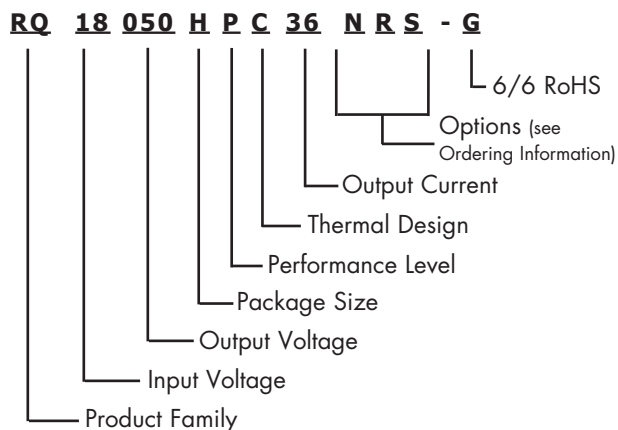 RQ 18 050 H P C 36 N R S - G
6/6 RoHS
Options (see
Ordering Information)
Output Current
Thermal Design
Performance Level
Package Size
Output Voltage
Input Voltage
Product Family